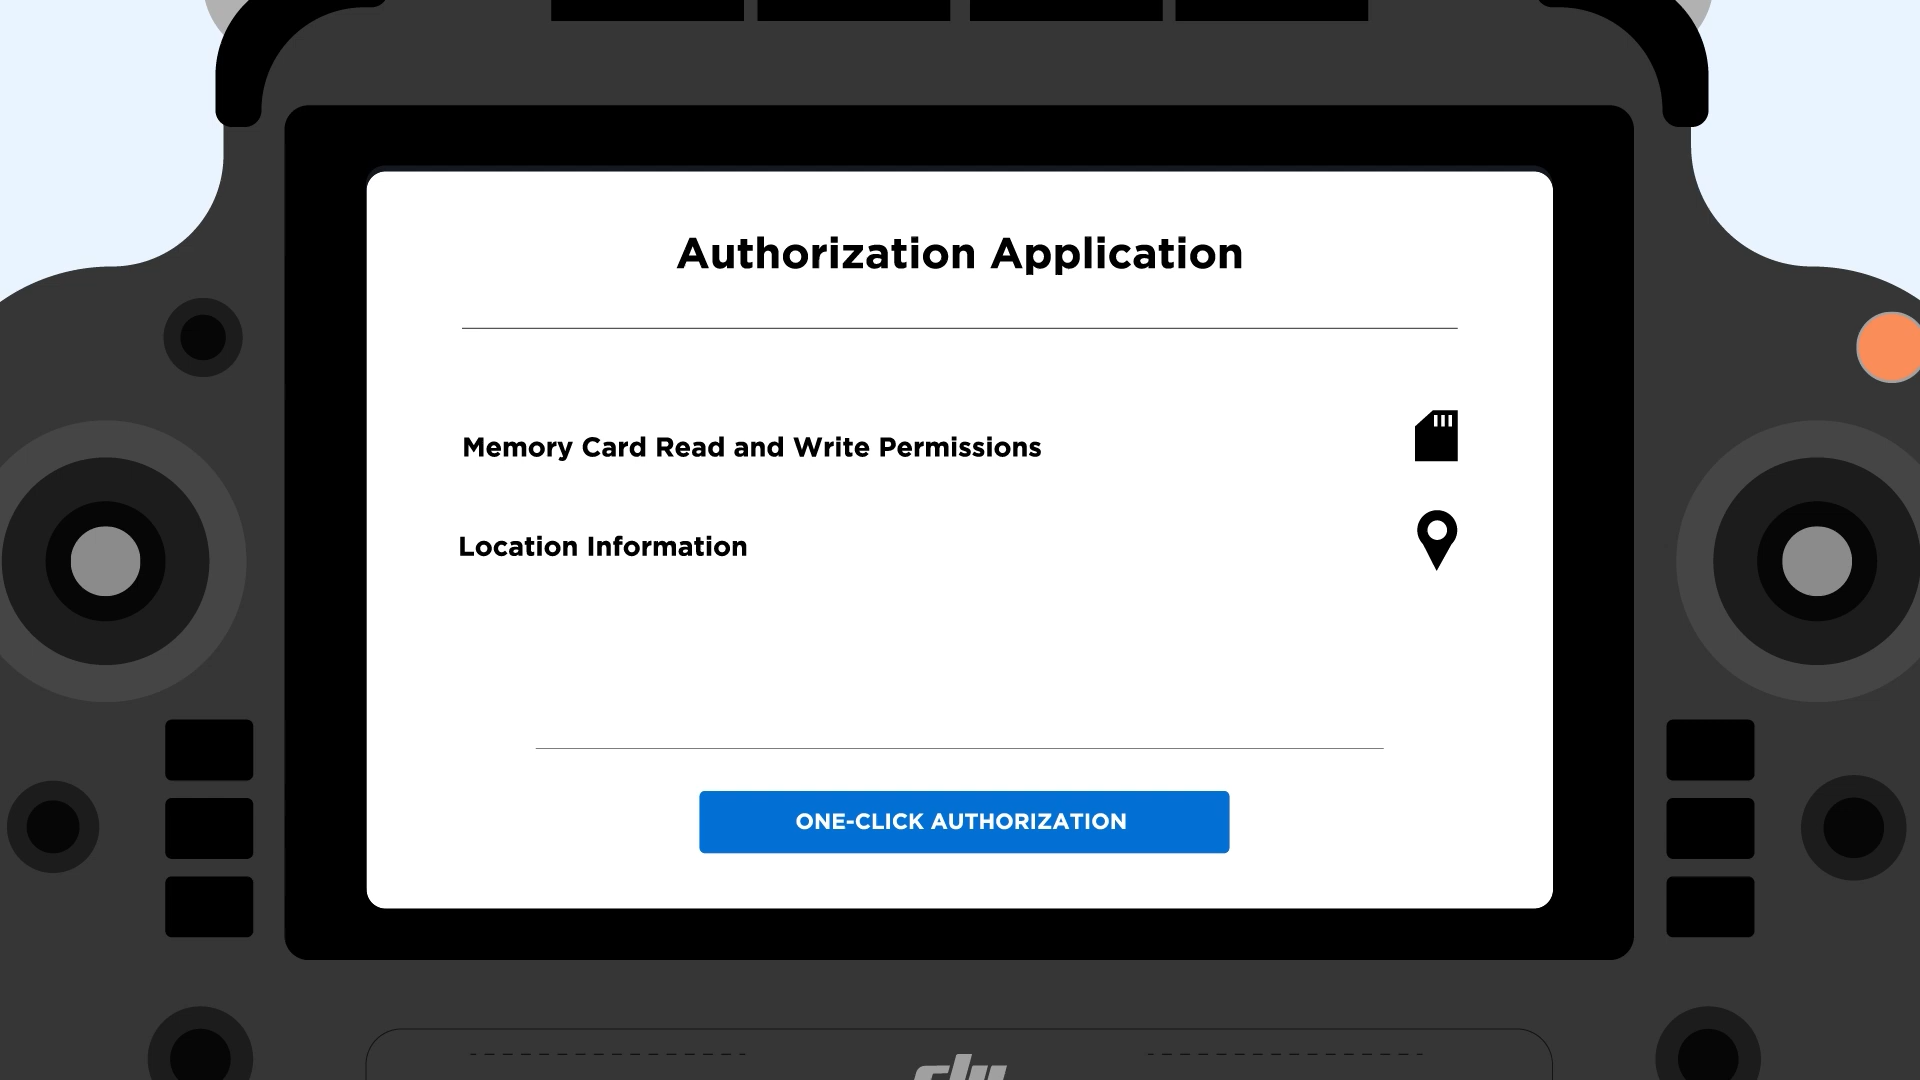 Authorization Application
Memory Card Read and Write Permissions
Location Information
ONE-CLICK AUTHORIZATION